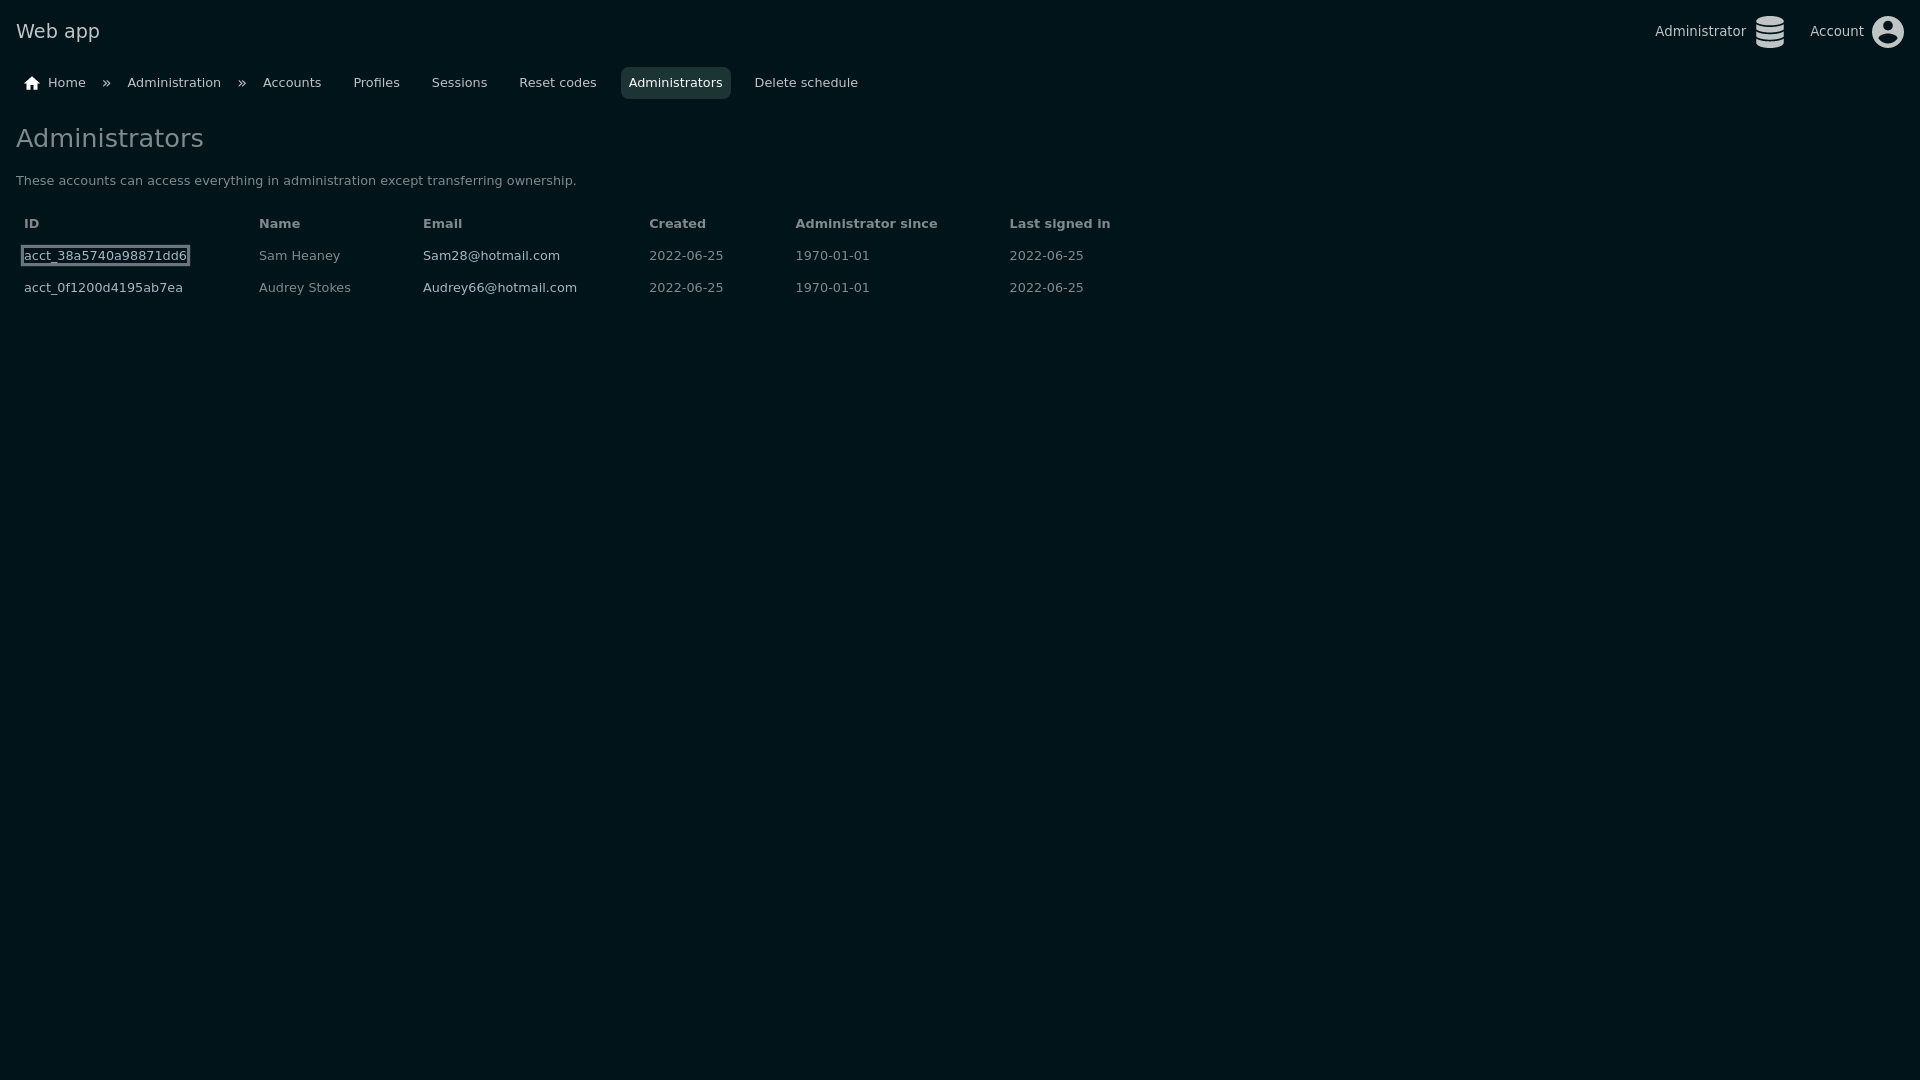 Web app
Administrator
Account
Home » Administration » Accounts Profiles Sessions Reset codes Administrators Delete schedule
Administrators
These accounts can access everything in administration except transferring ownership.
ID Name Email Created Administrator since Last signed in
acct_38a5740a98871dd6 Sam Heaney Sam28@hotmail.com 2022-06-25 1970-01-01 2022-06-25
acct_0f1200d4195ab7ea Audrey Stokes Audrey66@hotmail.com 2022-06-25 1970-01-01 2022-06-25